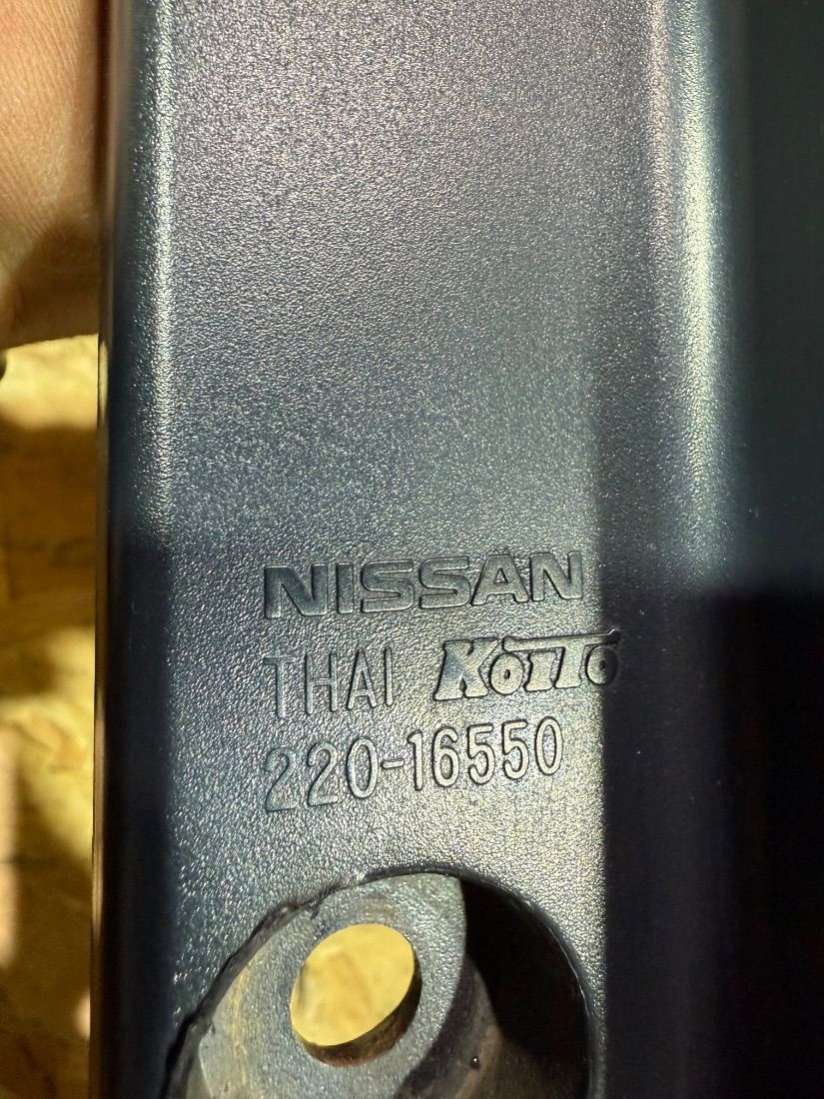 NISSAN
THAI KOITO
220-16550